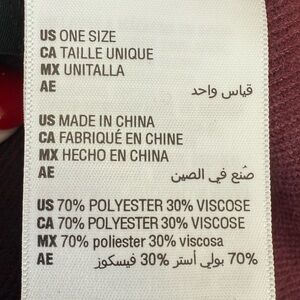 US ONE SIZE
CA TAILLE UNIQUE
MX UNITALLA
AE قياس واحد
US MADE IN CHINA
CA FABRIQUÉ EN CHINE
MX HECHO EN CHINA
AE صُنع في الصين
US 70% POLYESTER 30% VISCOSE
CA 70% POLYESTER 30% VISCOSE
MX 70% poliester 30% viscosa
AE 70% بولي أستر 30% فيسكوز